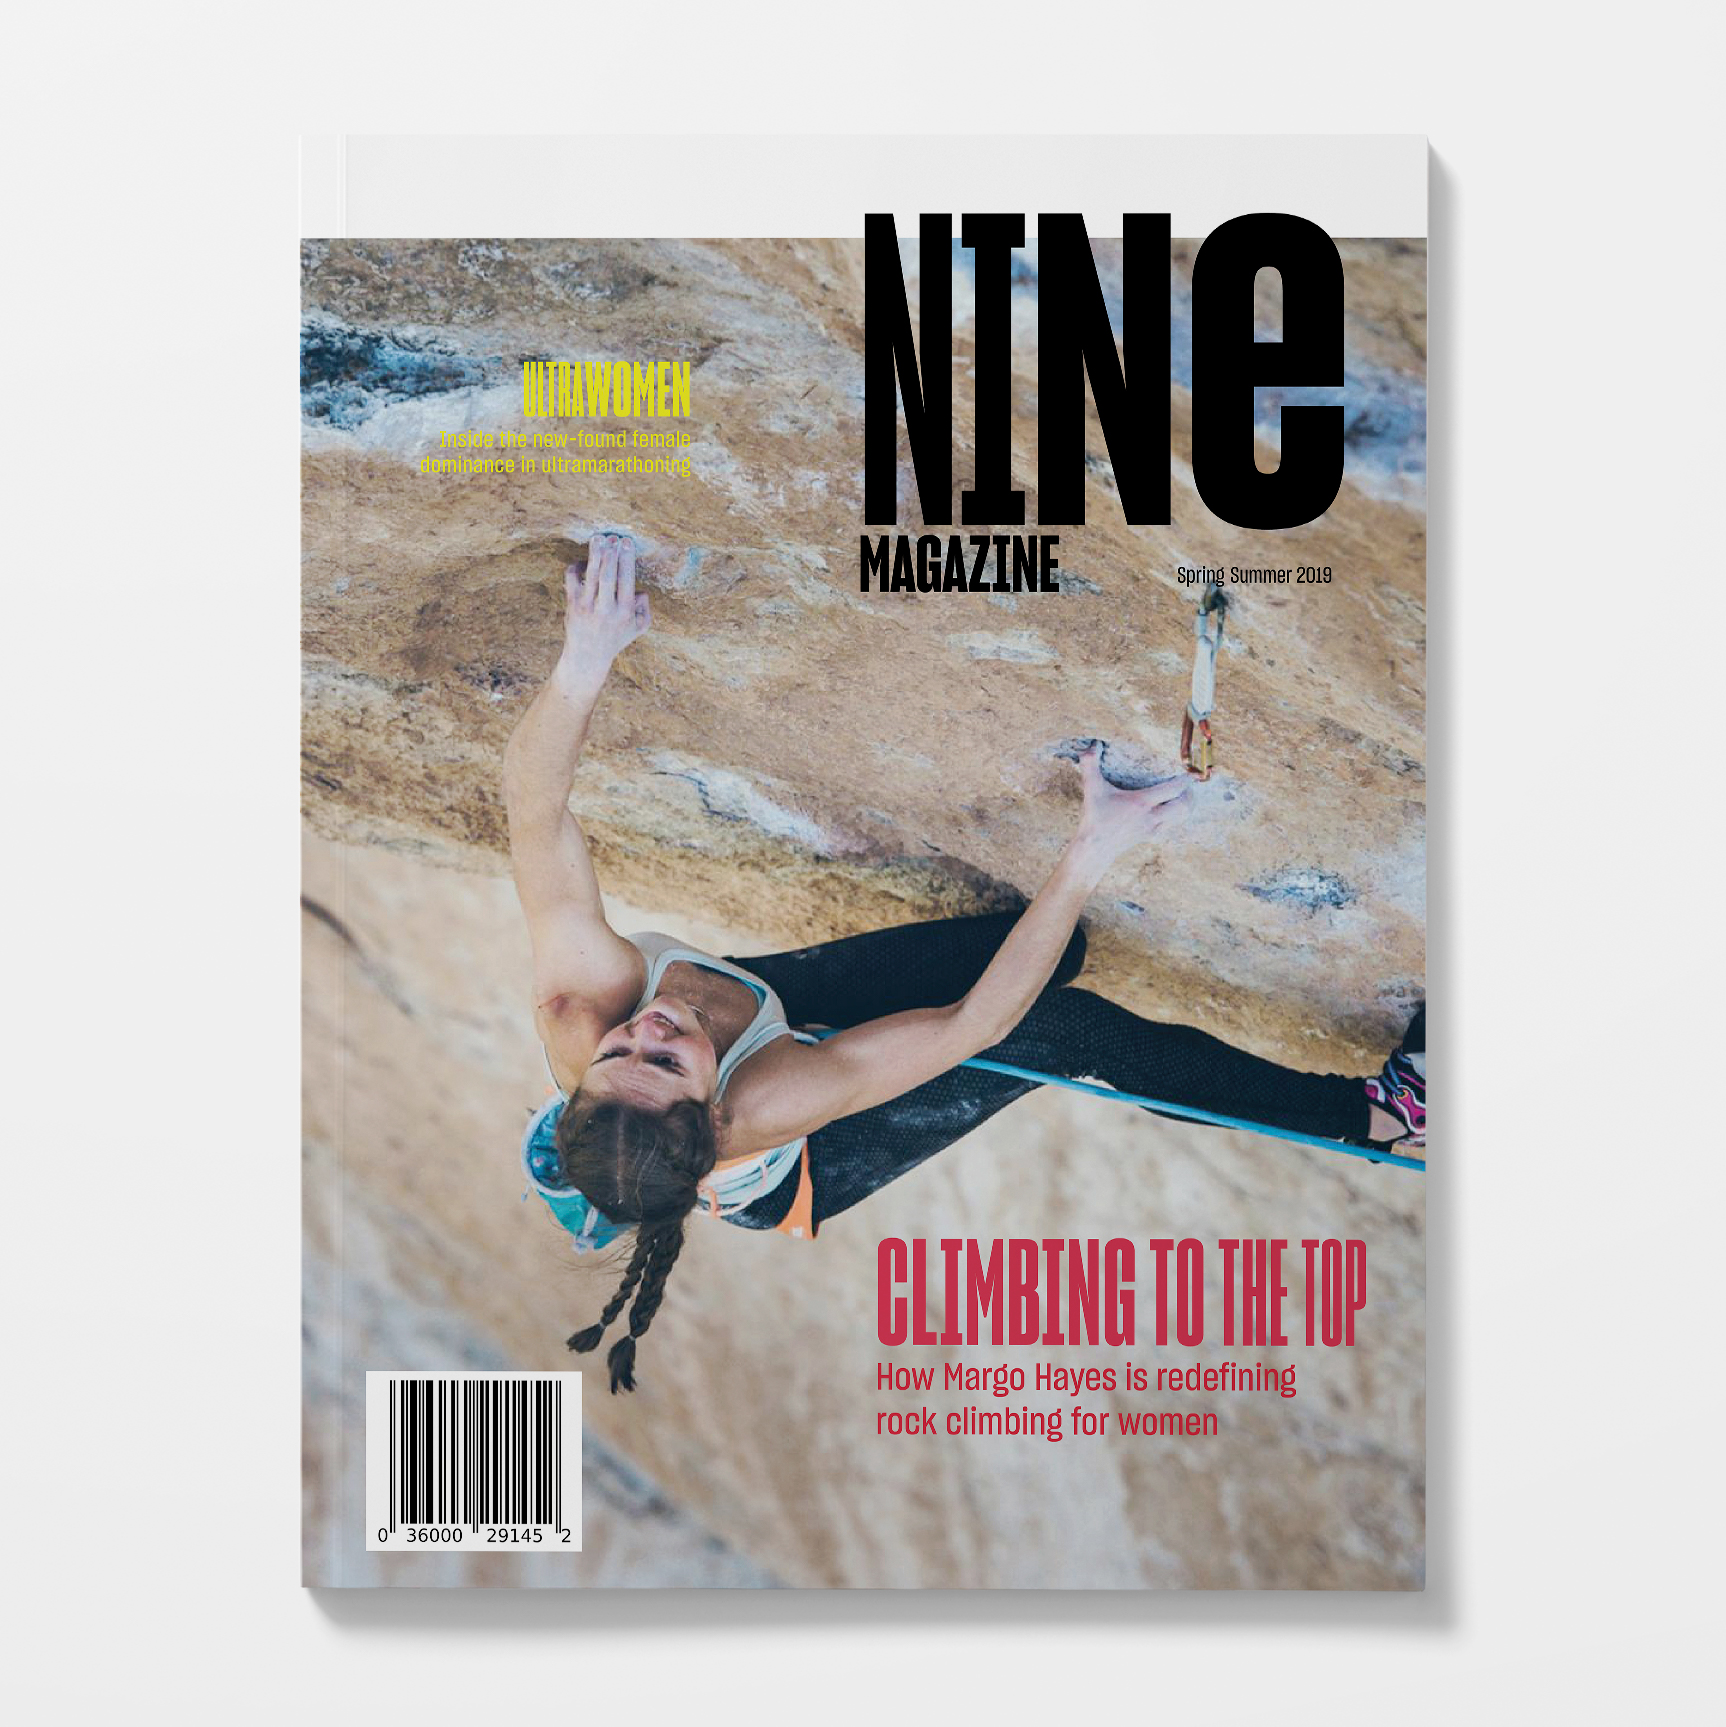 NINe
MAGAZINE
Spring Summer 2019
ULTRAWOMEN
Inside the new-found female
dominance in ultramarathoning
CLIMBING TO THE TOP
How Margo Hayes is redefining
rock climbing for women
0 36000 29145 2